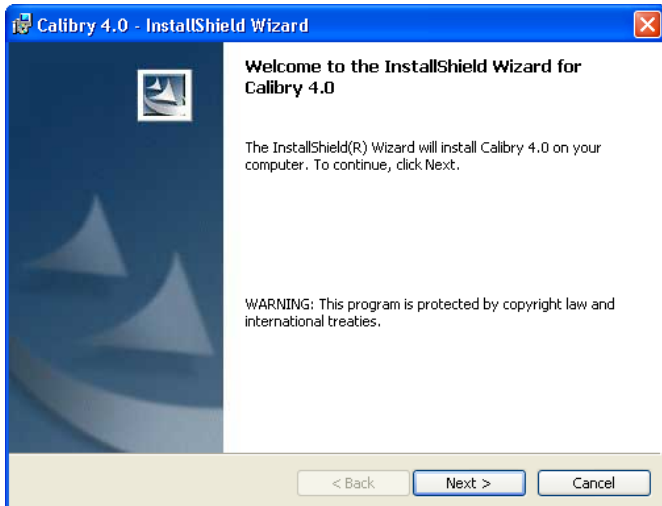 Calibry 4.0 - InstallShield Wizard
Welcome to the InstallShield Wizard for
Calibry 4.0
The InstallShield(R) Wizard will install Calibry 4.0 on your
computer. To continue, click Next.
WARNING: This program is protected by copyright law and
international treaties.
< Back Next > Cancel